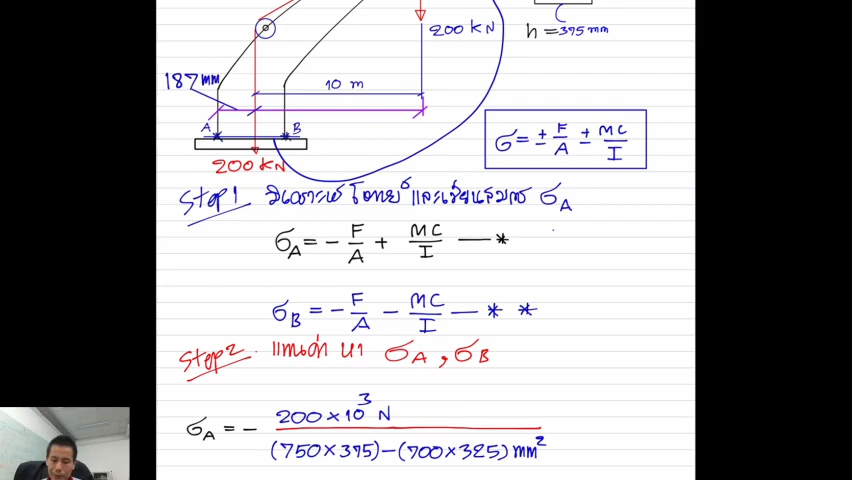 200 kN
h = 375 mm
187 mm
10 m
A B
200 kN
σ = ± F/A ± MC/I
Step 1 วิเคราะห์โจทย์และเขียนสมการ σA
σA = - F/A + MC/I — *
σB = - F/A - MC/I — * *
Step 2. แทนค่า หา σA , σB
σA = - 200 × 10³ N
(750 × 375) - (700 × 325) mm²